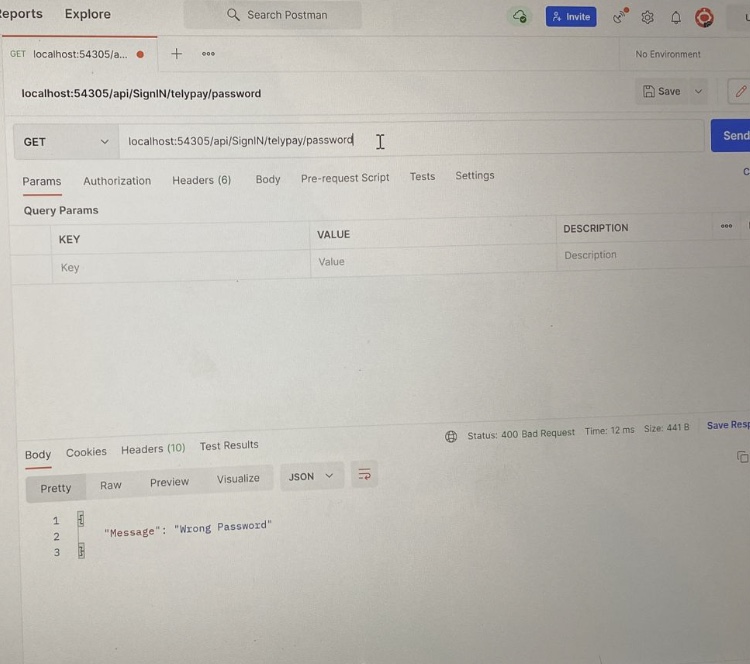 Reports Explore Search Postman Invite
GET localhost:54305/a... No Environment
localhost:54305/api/SignIN/telypay/password Save
GET localhost:54305/api/SignIN/telypay/password Send
Params Authorization Headers (6) Body Pre-request Script Tests Settings
Query Params
KEY VALUE DESCRIPTION
Key Value Description
Body Cookies Headers (10) Test Results Status: 400 Bad Request Time: 12 ms Size: 441 B Save Resp
Pretty Raw Preview Visualize JSON
1 {
2 "Message": "Wrong Password"
3 }